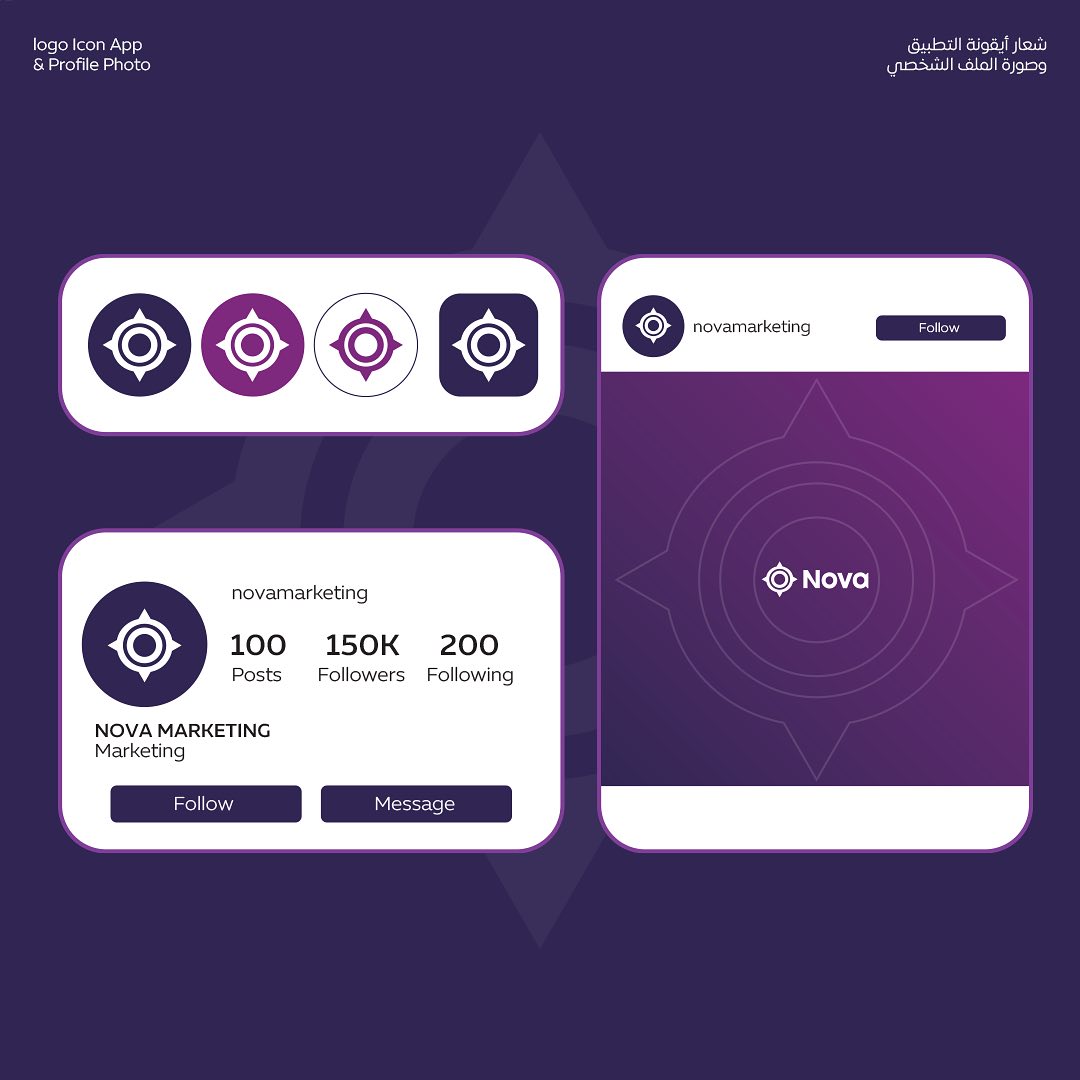 logo Icon App
& Profile Photo
شعار أيقونة التطبيق
وصورة الملف الشخصي
novamarketing
Follow
Nova
novamarketing
100 150K 200
Posts Followers Following
NOVA MARKETING
Marketing
Follow Message